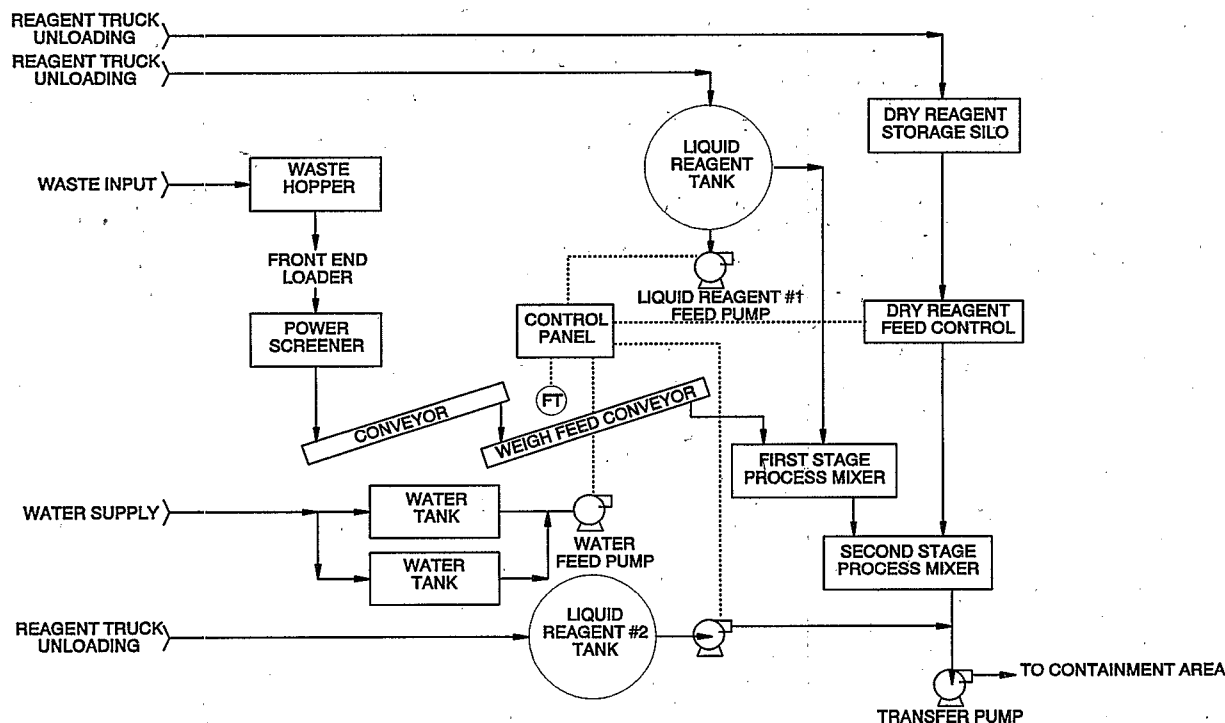 REAGENT TRUCK
UNLOADING
REAGENT TRUCK
UNLOADING
DRY REAGENT
STORAGE SILO
LIQUID
REAGENT
TANK
WASTE INPUT
WASTE
HOPPER
FRONT END
LOADER
LIQUID REAGENT #1
FEED PUMP
CONTROL
PANEL
DRY REAGENT
FEED CONTROL
POWER
SCREENER
FT
CONVEYOR
WEIGH FEED CONVEYOR
FIRST STAGE
PROCESS MIXER
WATER SUPPLY
WATER
TANK
WATER
FEED PUMP
WATER
TANK
SECOND STAGE
PROCESS MIXER
REAGENT TRUCK
UNLOADING
LIQUID
REAGENT #2
TANK
TO CONTAINMENT AREA
TRANSFER PUMP